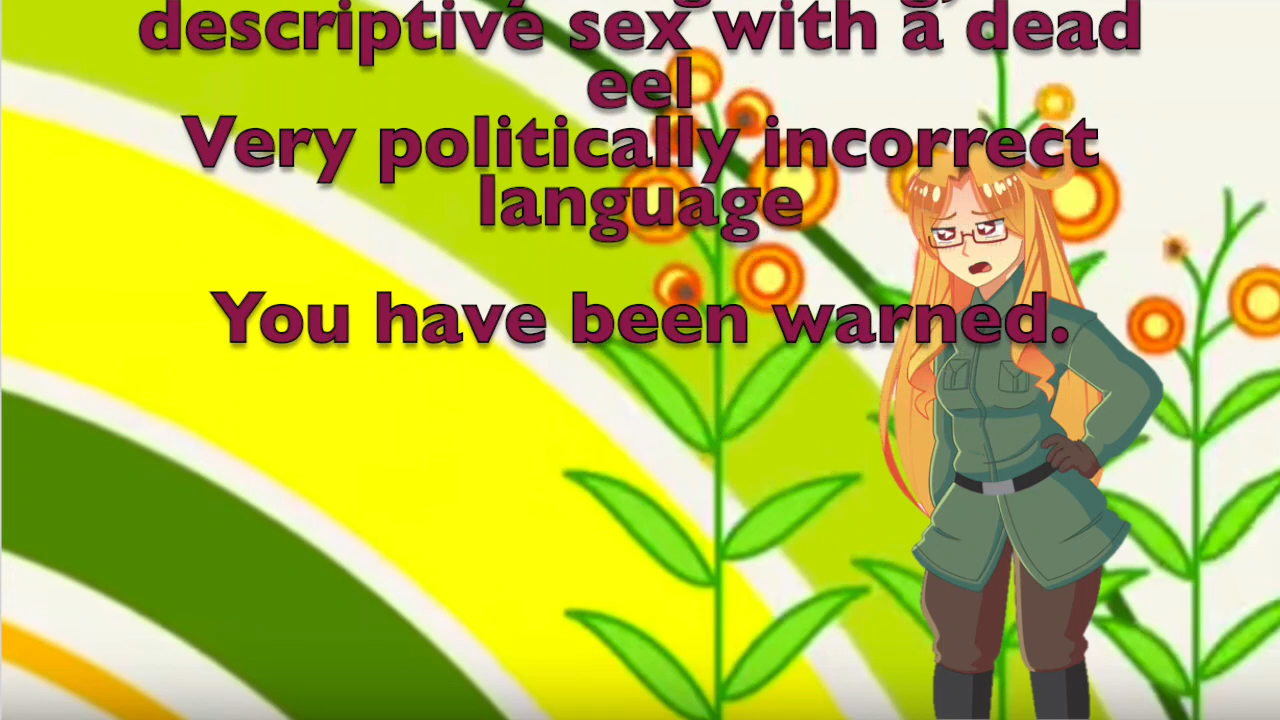 descriptive sex with a dead
eel
Very politically incorrect
language
You have been warned.